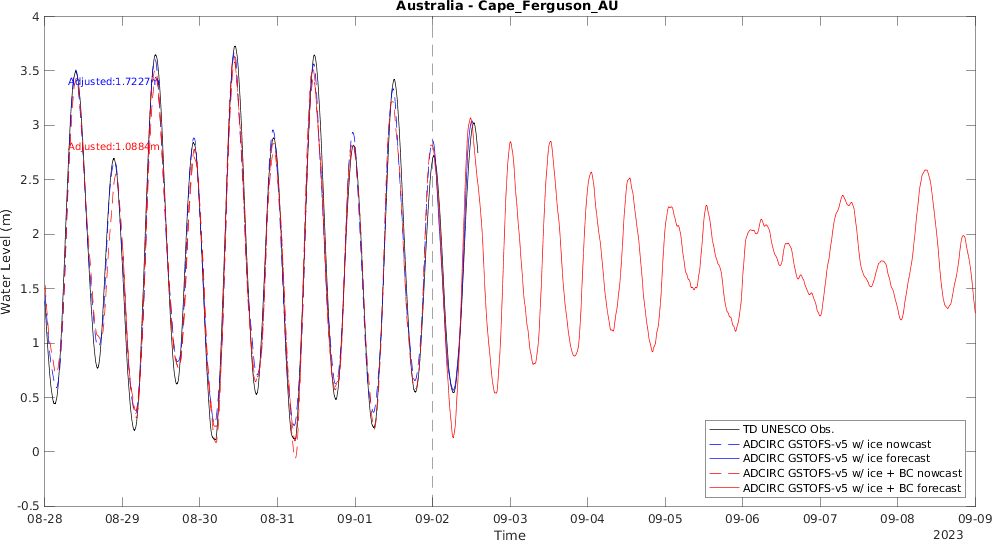 Australia - Cape_Ferguson_AU
4
3.5
3
2.5
2
1.5
1
0.5
0
-0.5
Water Level (m)
Adjusted:1.7227m
Adjusted:1.0884m
TD UNESCO Obs.
ADCIRC GSTOFS-v5 w/ ice nowcast
ADCIRC GSTOFS-v5 w/ ice forecast
ADCIRC GSTOFS-v5 w/ ice + BC nowcast
ADCIRC GSTOFS-v5 w/ ice + BC forecast
08-28 08-29 08-30 08-31 09-01 09-02 09-03 09-04 09-05 09-06 09-07 09-08 09-09
Time
2023